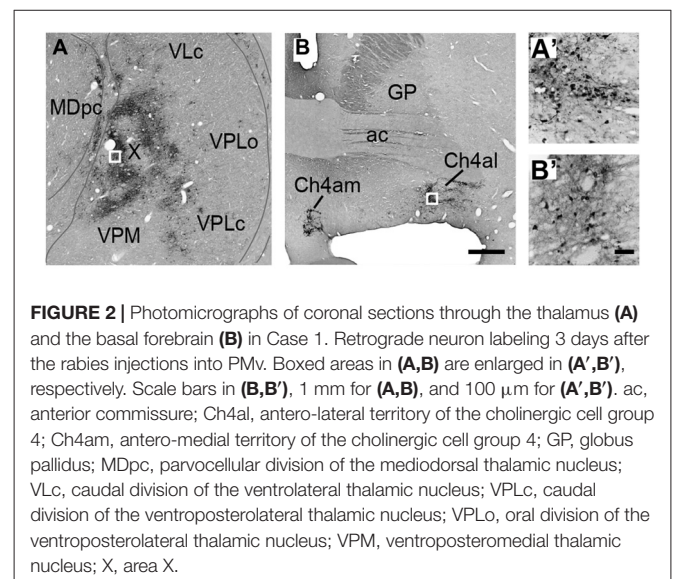 A
VLc
MDpc
X
VPLo
VPLc
VPM
B
GP
ac
Ch4al
Ch4am
A’
B’
FIGURE 2 | Photomicrographs of coronal sections through the thalamus (A)
and the basal forebrain (B) in Case 1. Retrograde neuron labeling 3 days after
the rabies injections into PMv. Boxed areas in (A,B) are enlarged in (A′,B′),
respectively. Scale bars in (B,B′), 1 mm for (A,B), and 100 μm for (A′,B′). ac,
anterior commissure; Ch4al, antero-lateral territory of the cholinergic cell group
4; Ch4am, antero-medial territory of the cholinergic cell group 4; GP, globus
pallidus; MDpc, parvocellular division of the mediodorsal thalamic nucleus;
VLc, caudal division of the ventrolateral thalamic nucleus; VPLc, caudal
division of the ventroposterolateral thalamic nucleus; VPLo, oral division of the
ventroposterolateral thalamic nucleus; VPM, ventroposteromedial thalamic
nucleus; X, area X.